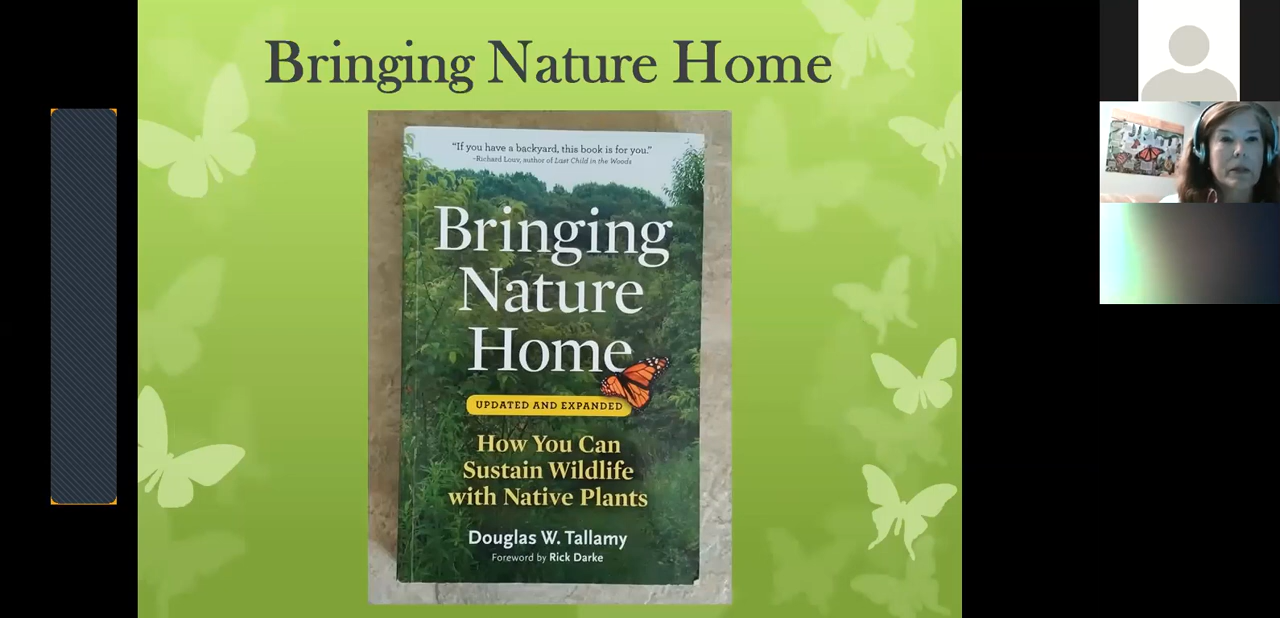 Bringing Nature Home
“If you have a backyard, this book is for you.”
–Richard Louv, author of Last Child in the Woods
Bringing
Nature
Home
UPDATED AND EXPANDED
How You Can
Sustain Wildlife
with Native Plants
Douglas W. Tallamy
Foreword by Rick Darke